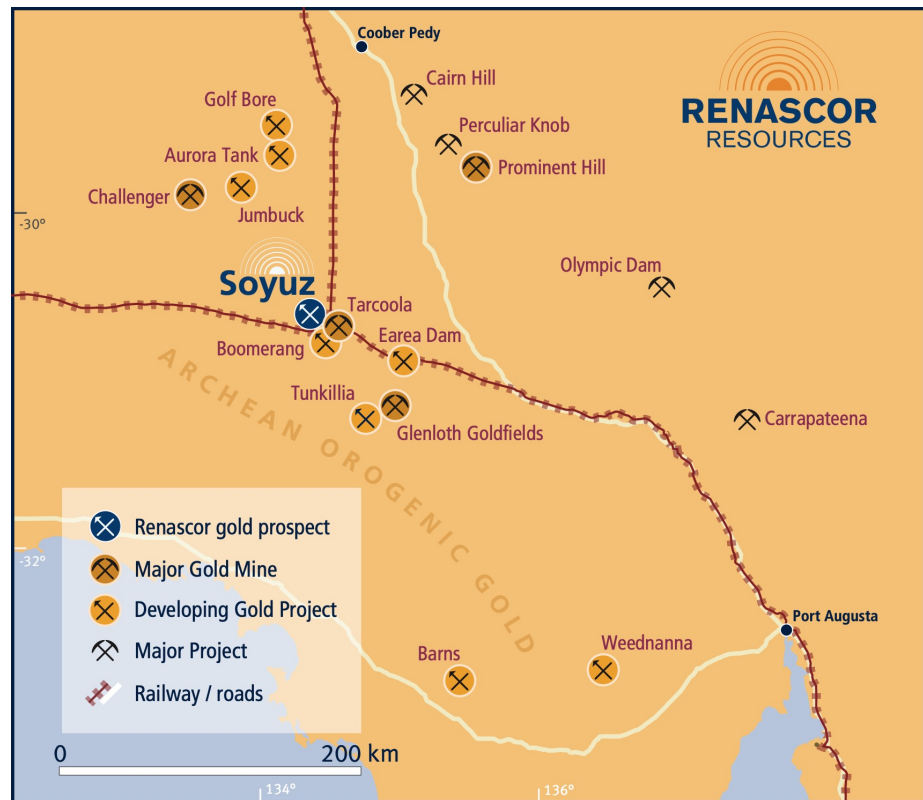 Coober Pedy
Cairn Hill
RENASCOR
RESOURCES
Golf Bore
Perculiar Knob
Aurora Tank
Prominent Hill
Challenger
Jumbuck
-30°
Olympic Dam
Soyuz
Tarcoola
Boomerang
Earea Dam
Tunkillia
Glenloth Goldfields
Carrapateena
ARCHEAN OROGENIC GOLD
Renascor gold prospect
-32°
Major Gold Mine
Developing Gold Project
Port Augusta
Major Project
Barns
Weednanna
Railway / roads
0
200 km
134°
136°